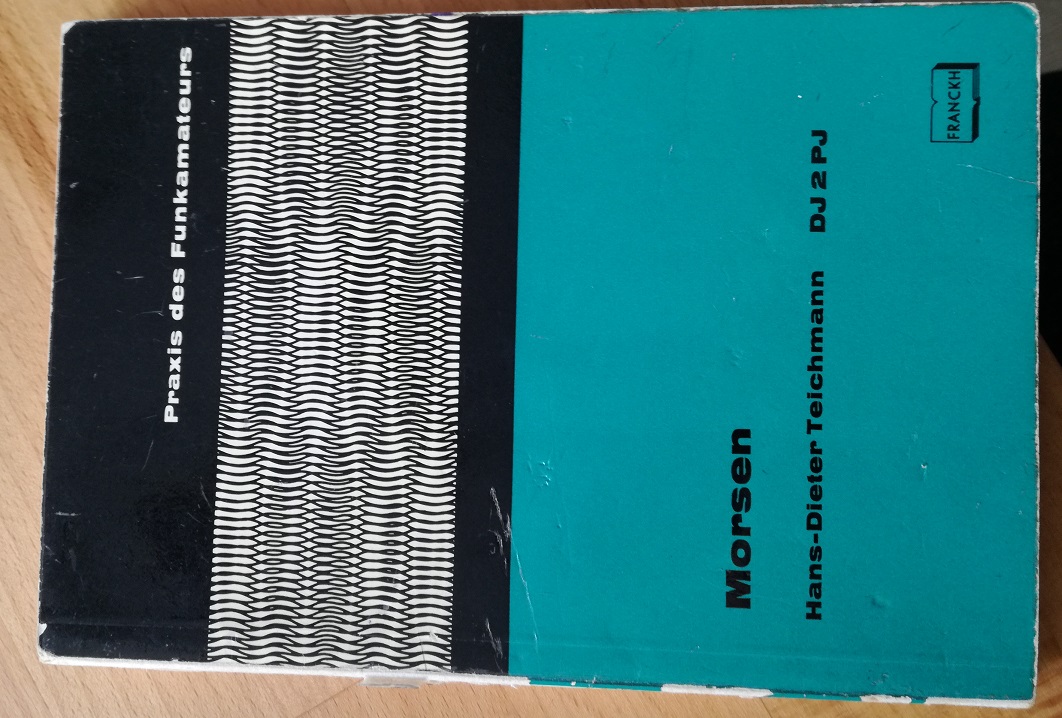 Praxis des Funkamateurs
Morsen
Hans-Dieter Teichmann DJ 2 PJ
FRANCKH